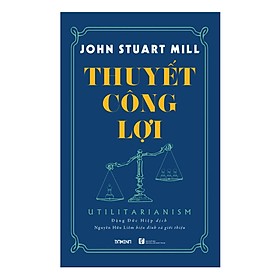 JOHN STUART MILL
THUYẾT
CÔNG
LỢI
UTILITARIANISM
Đặng Đức Hiệp dịch
Nguyễn Hữu Liêm hiệu đính và giới thiệu